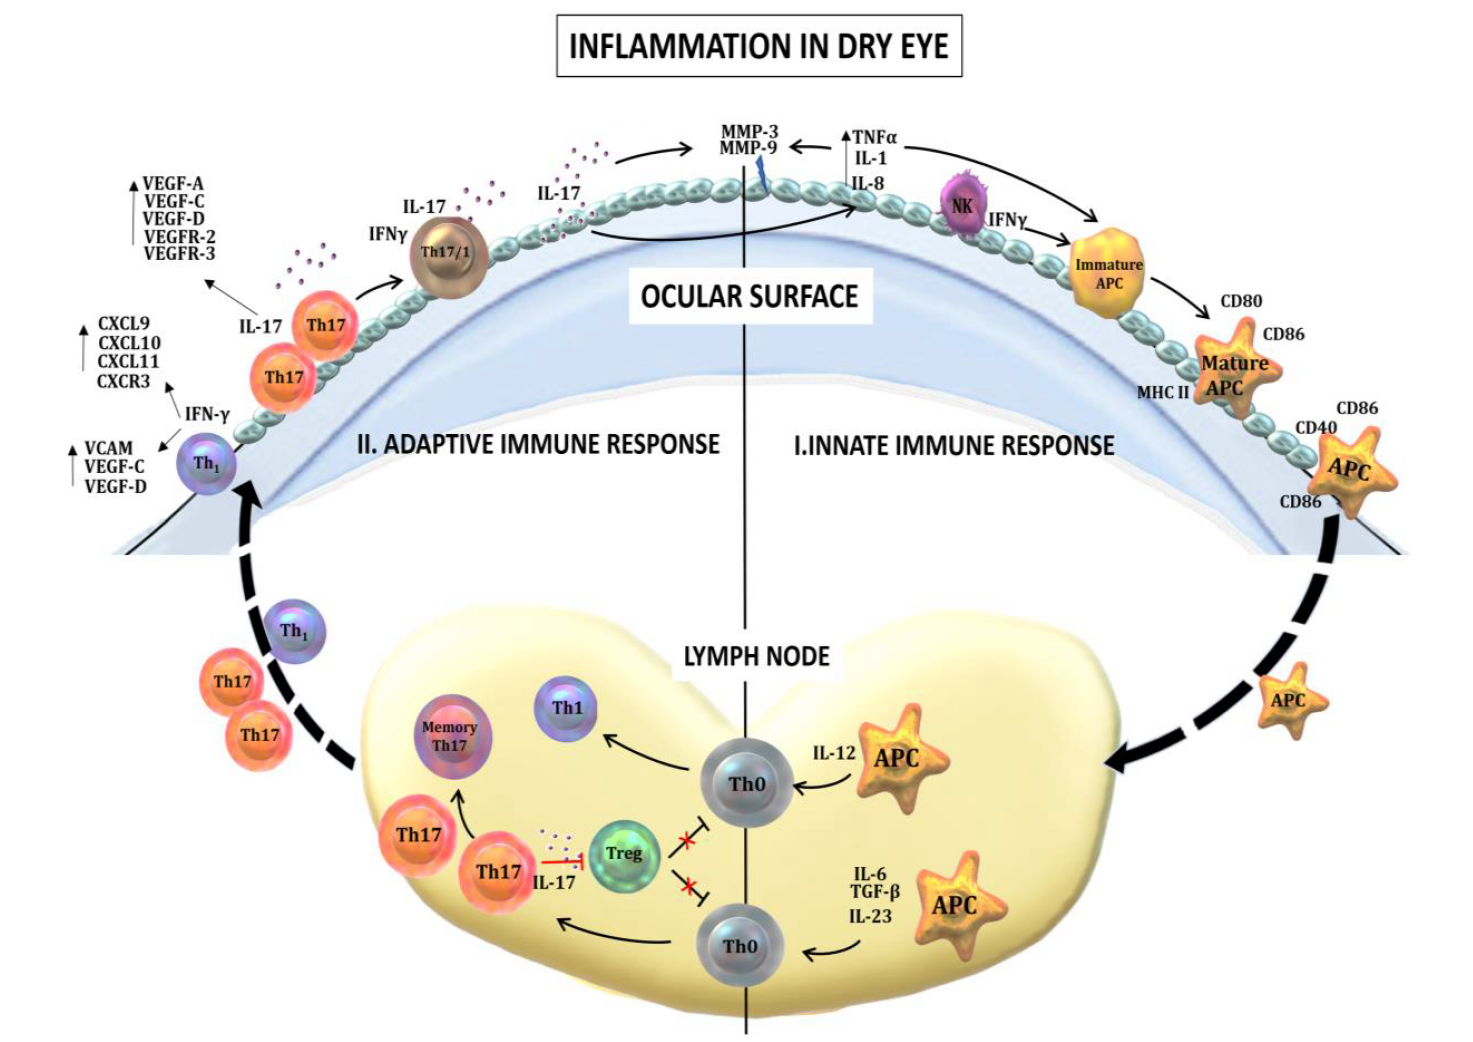 INFLAMMATION IN DRY EYE
MMP-3
MMP-9
TNFα
IL-1
IL-8
VEGF-A
VEGF-C
VEGF-D
VEGFR-2
VEGFR-3
IL-17
IFNγ
Th17/1
IL-17
NK
IFNγ
Immature
APC
CD80
CD86
Mature
APC
MHC II
CD86
CD40
APC
CD86
OCULAR SURFACE
IL-17
Th17
Th17
CXCL9
CXCL10
CXCL11
CXCR3
IFN-γ
VCAM
VEGF-C
VEGF-D
Th1
II. ADAPTIVE IMMUNE RESPONSE
I.INNATE IMMUNE RESPONSE
Th1
Th17
Th17
LYMPH NODE
APC
Memory
Th17
Th1
Th0
IL-12
APC
Th17
Th17
IL-17
Treg
IL-6
TGF-β
IL-23
APC
Th0